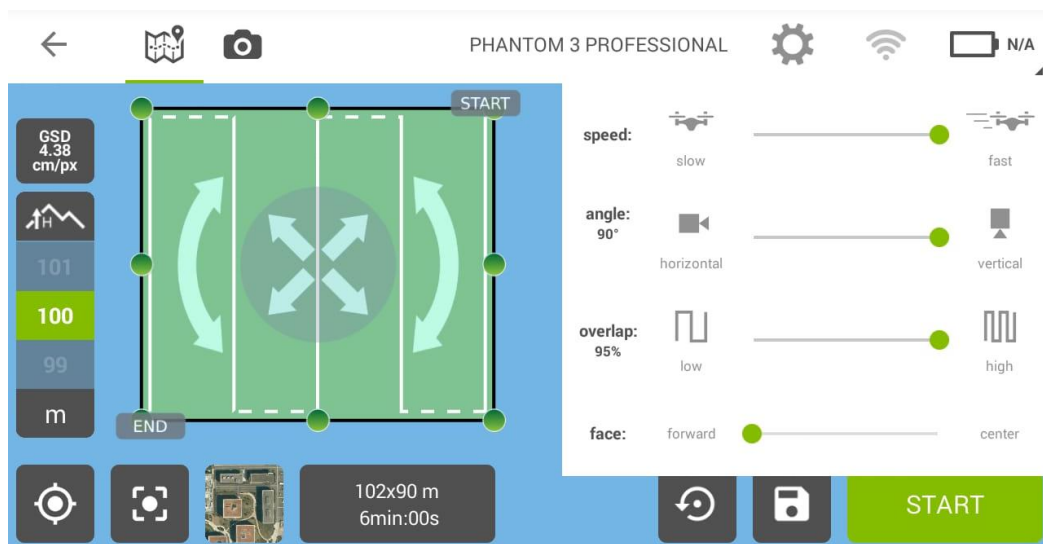 PHANTOM 3 PROFESSIONAL
N/A
START
GSD
4.38
cm/px
H
101
100
99
m
END
speed:
slow
fast
angle:
90°
horizontal
vertical
overlap:
95%
low
high
face:
forward
center
102x90 m
6min:00s
START